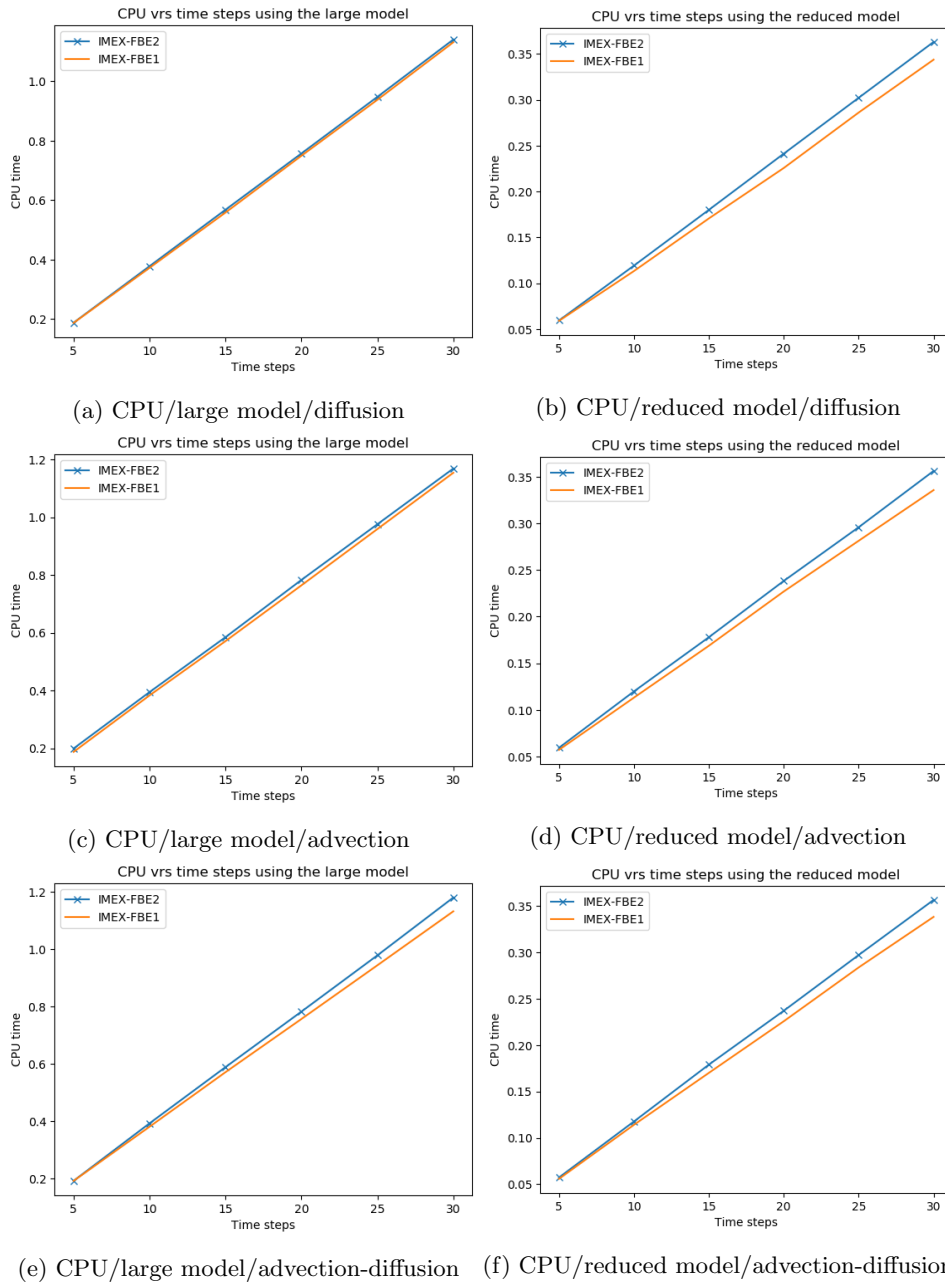 CPU vrs time steps using the large model
IMEX-FBE2
IMEX-FBE1
1.0
0.8
0.6
0.4
0.2
CPU time
5 10 15 20 25 30
Time steps
(a) CPU/large model/diffusion
CPU vrs time steps using the reduced model
IMEX-FBE2
IMEX-FBE1
0.35
0.30
0.25
0.20
0.15
0.10
0.05
CPU time
5 10 15 20 25 30
Time steps
(b) CPU/reduced model/diffusion
CPU vrs time steps using the large model
IMEX-FBE2
IMEX-FBE1
1.2
1.0
0.8
0.6
0.4
0.2
CPU time
5 10 15 20 25 30
Time steps
(c) CPU/large model/advection
CPU vrs time steps using the reduced model
IMEX-FBE2
IMEX-FBE1
0.35
0.30
0.25
0.20
0.15
0.10
0.05
CPU time
5 10 15 20 25 30
Time steps
(d) CPU/reduced model/advection
CPU vrs time steps using the large model
IMEX-FBE2
IMEX-FBE1
1.2
1.0
0.8
0.6
0.4
0.2
CPU time
5 10 15 20 25 30
Time steps
(e) CPU/large model/advection-diffusion
CPU vrs time steps using the reduced model
IMEX-FBE2
IMEX-FBE1
0.35
0.30
0.25
0.20
0.15
0.10
0.05
CPU time
5 10 15 20 25 30
Time steps
(f) CPU/reduced model/advection-diffusion